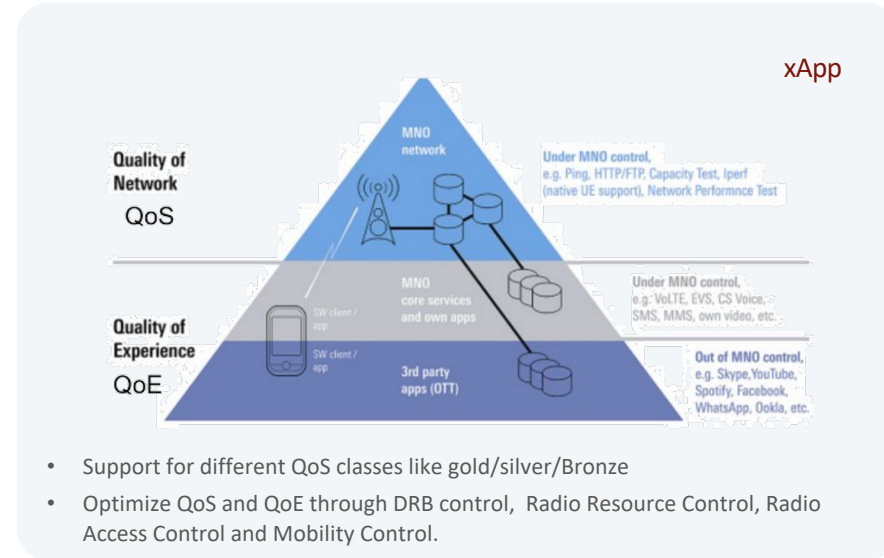 xApp
MNO
network
Quality of
Network
QoS
Under MNO control,
e.g. Ping, HTTP/FTP, Capacity Test, Iperf
(native UE support), Network Performnce Test
MNO
core services
and own apps
SW client /
app
Under MNO control,
e.g. VoLTE, EVS, CS Voice,
SMS, MMS, own video, etc.
Quality of
Experience
QoE
SW client /
app
3rd party
apps (OTT)
Out of MNO control,
e.g. Skype,YouTube,
Spotify, Facebook,
WhatsApp, Ookla, etc.
• Support for different QoS classes like gold/silver/Bronze
• Optimize QoS and QoE through DRB control, Radio Resource Control, Radio
Access Control and Mobility Control.